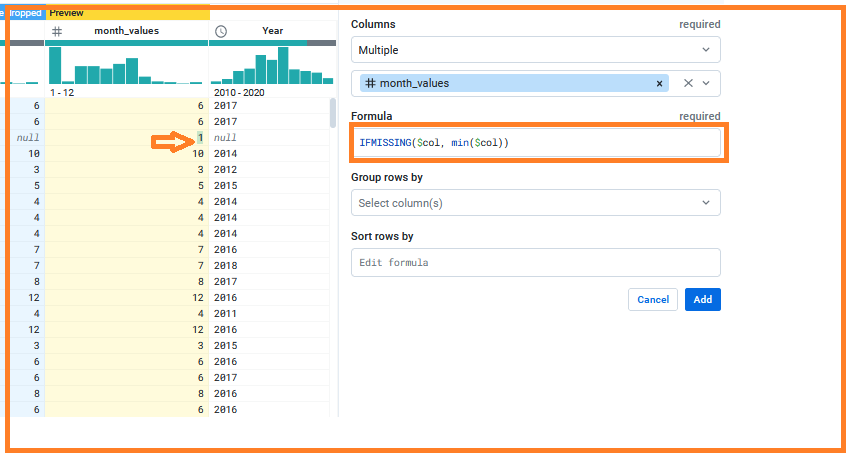 dropped Preview
month_values Year
1 - 12 2010 - 2020
6 6 2017
6 6 2017
null 1 null
10 10 2014
3 3 2012
5 5 2015
4 4 2014
4 4 2014
4 4 2014
7 7 2016
7 7 2018
8 8 2017
12 12 2016
4 4 2011
12 12 2016
3 3 2015
6 6 2016
6 6 2017
8 8 2016
6 6 2016
Columns required
Multiple
# month_values ×
Formula required
IFMISSING($col, min($col))
Group rows by
Select column(s)
Sort rows by
Edit formula
Cancel Add